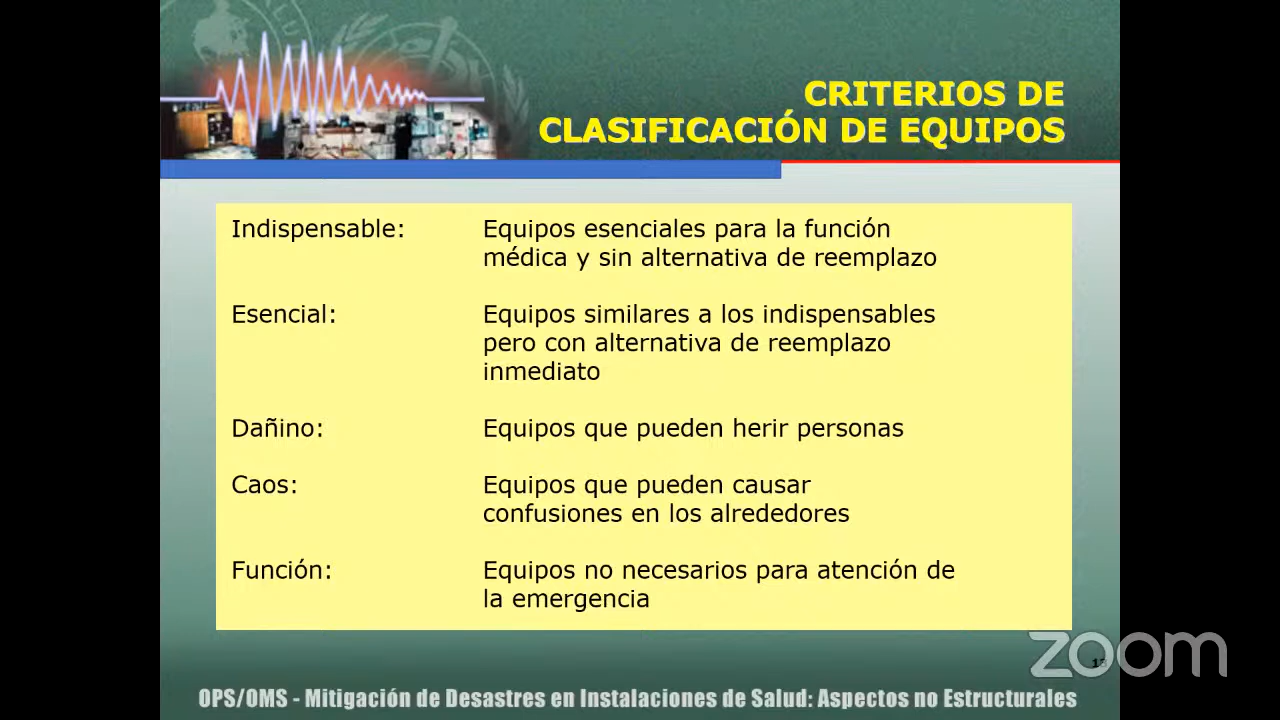 CRITERIOS DE
CLASIFICACIÓN DE EQUIPOS
Indispensable: Equipos esenciales para la función
médica y sin alternativa de reemplazo
Esencial: Equipos similares a los indispensables
pero con alternativa de reemplazo
inmediato
Dañino: Equipos que pueden herir personas
Caos: Equipos que pueden causar
confusiones en los alrededores
Función: Equipos no necesarios para atención de
la emergencia
zoom
OPS/OMS - Mitigación de Desastres en Instalaciones de Salud: Aspectos no Estructurales